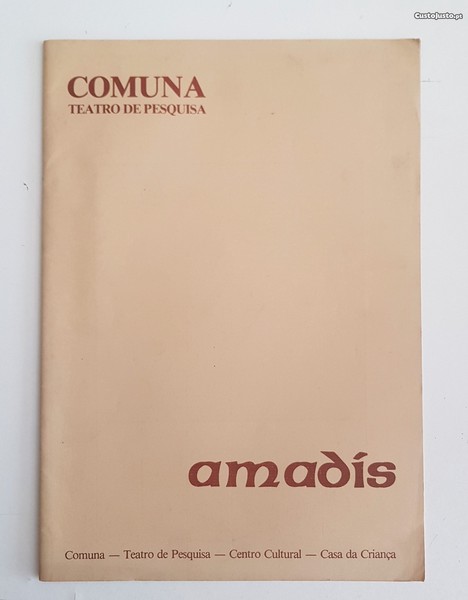 CustoJusto.pt
COMUNA
TEATRO DE PESQUISA
amadís
Comuna — Teatro de Pesquisa — Centro Cultural — Casa da Criança